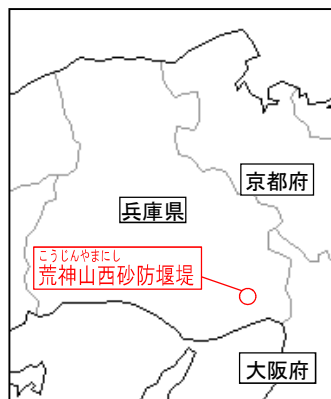 京都府
兵庫県
こうじんやまにし
荒神山西砂防堰堤
大阪府